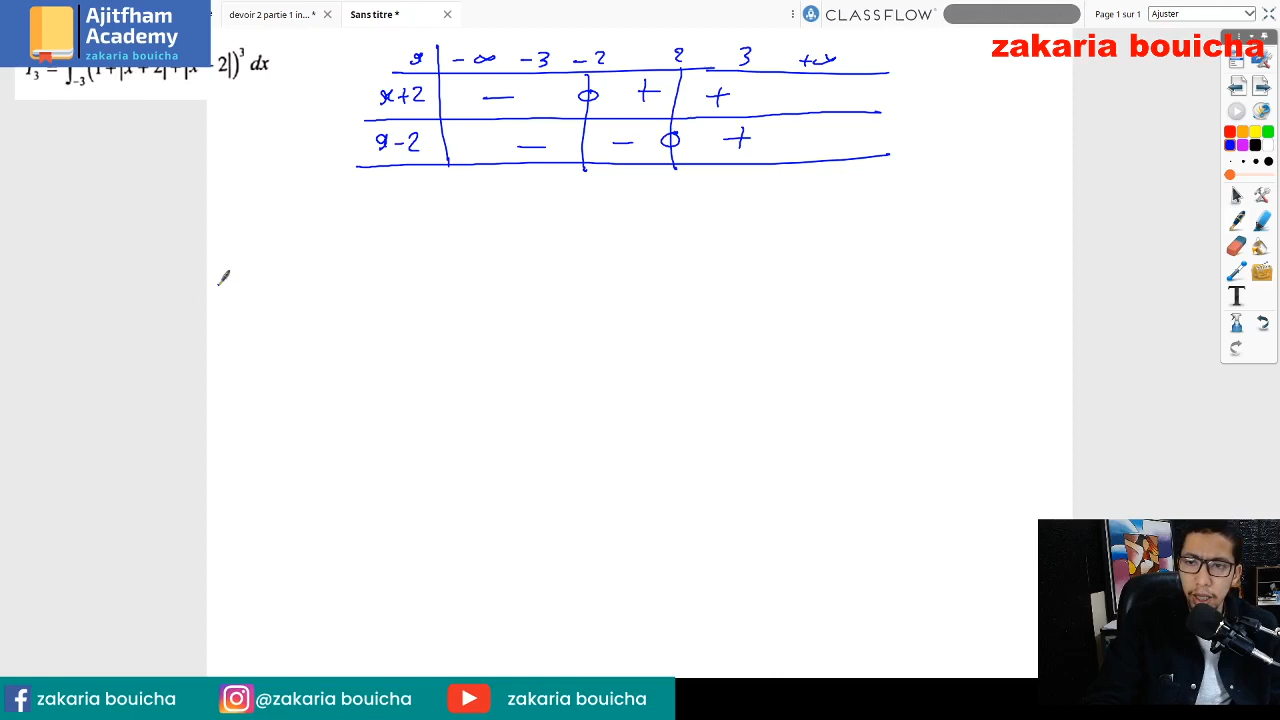 Ajitfham
Academy
zakaria bouicha
devoir 2 partie 1 in... *
Sans titre *
CLASSFLOW
Page 1 sur 1
Ajuster
zakaria bouicha
2|)³ dx
x -∞ -3 -2 2 3 +∞
x+2 - 0 + +
x-2 - - 0 +
T
zakaria bouicha
@zakaria bouicha
zakaria bouicha